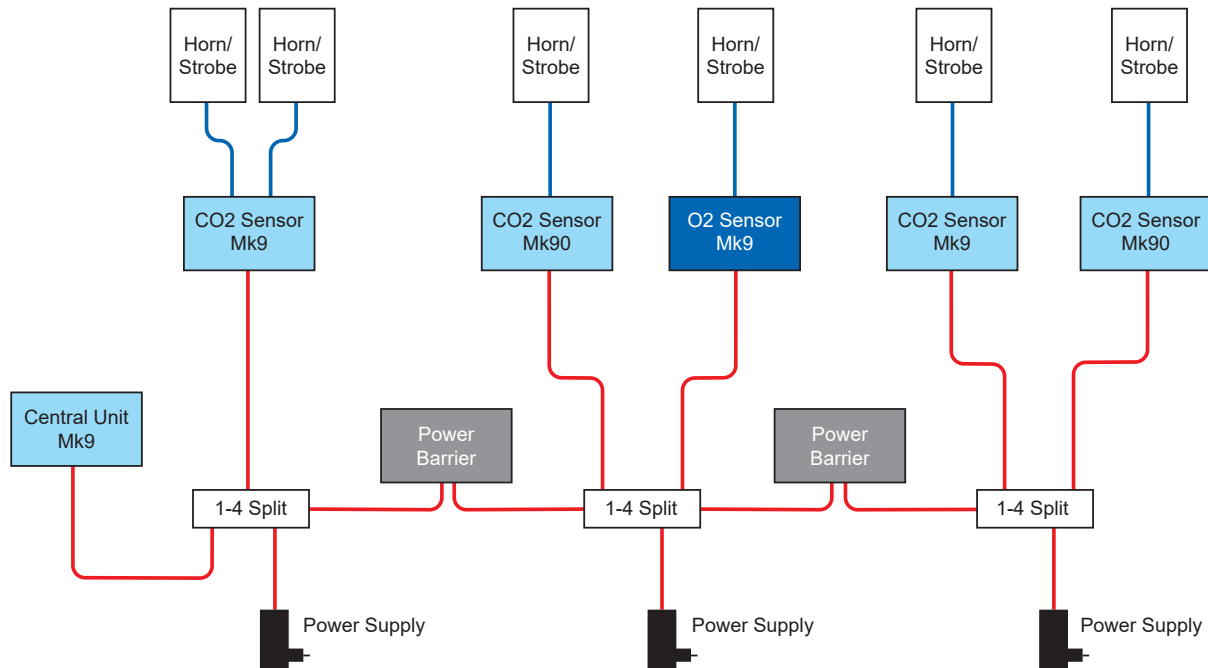 Horn/
Strobe
Horn/
Strobe
Horn/
Strobe
Horn/
Strobe
Horn/
Strobe
Horn/
Strobe
CO2 Sensor
Mk9
CO2 Sensor
Mk90
O2 Sensor
Mk9
CO2 Sensor
Mk9
CO2 Sensor
Mk90
Central Unit
Mk9
Power
Barrier
Power
Barrier
1-4 Split
1-4 Split
1-4 Split
Power Supply
Power Supply
Power Supply